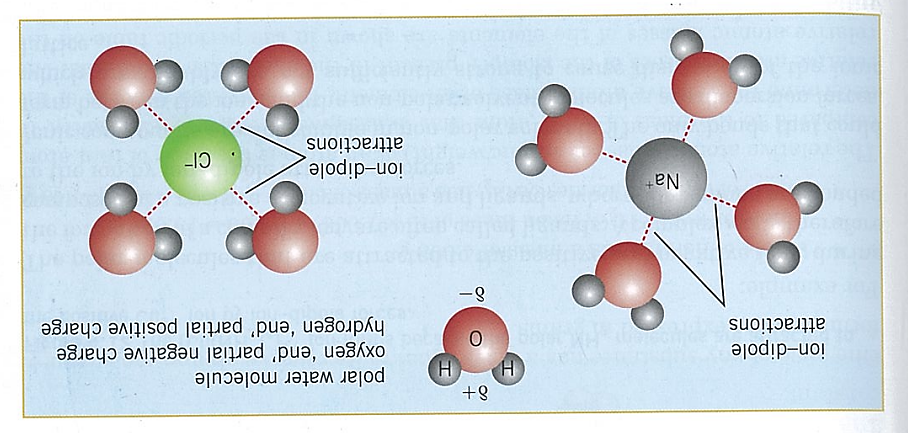 ion–dipole
attractions
δ+
H H
O
δ−
polar water molecule
oxygen 'end' partial negative charge
hydrogen 'end' partial positive charge
Na⁺
ion–dipole
attractions
Cl⁻